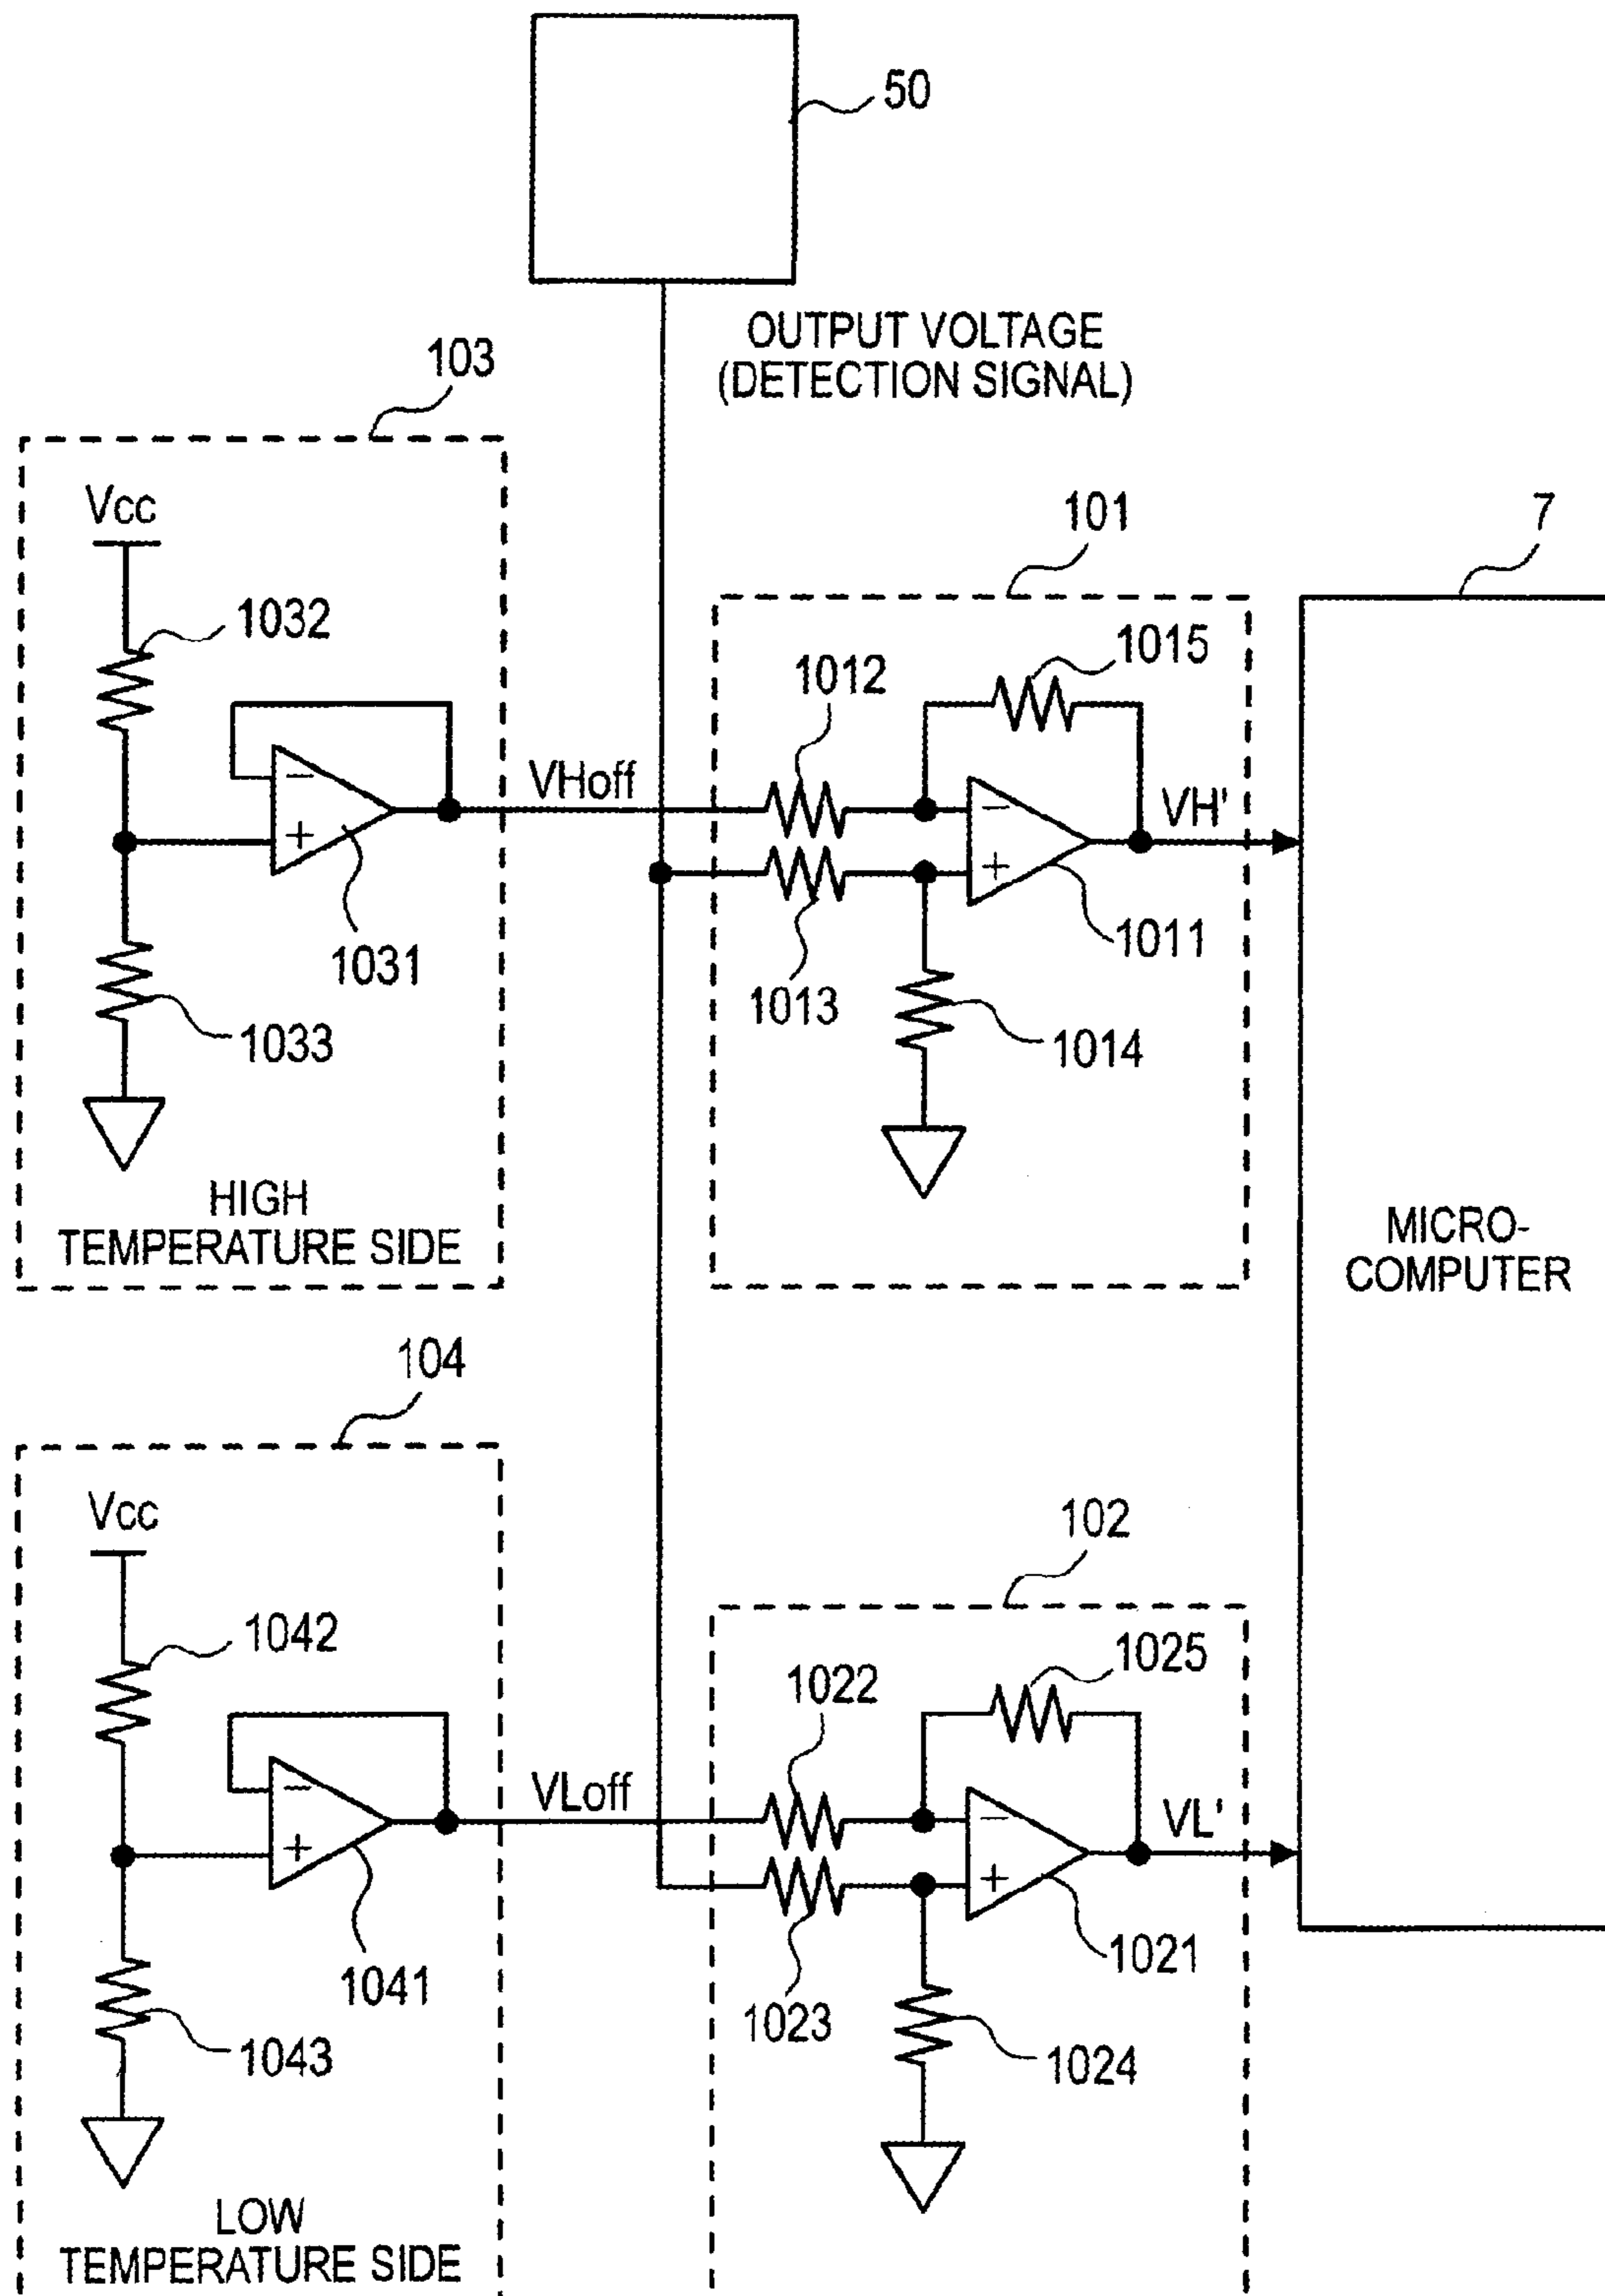 50
OUTPUT VOLTAGE
(DETECTION SIGNAL)
103
Vcc
101
7
1032
1015
1012
VHoff
VH'
1031
1011
1013
1033
1014
HIGH
TEMPERATURE SIDE
MICRO-
COMPUTER
104
Vcc
102
1042
1025
1022
VLoff
VL'
1041
1021
1023
1043
1024
LOW
TEMPERATURE SIDE